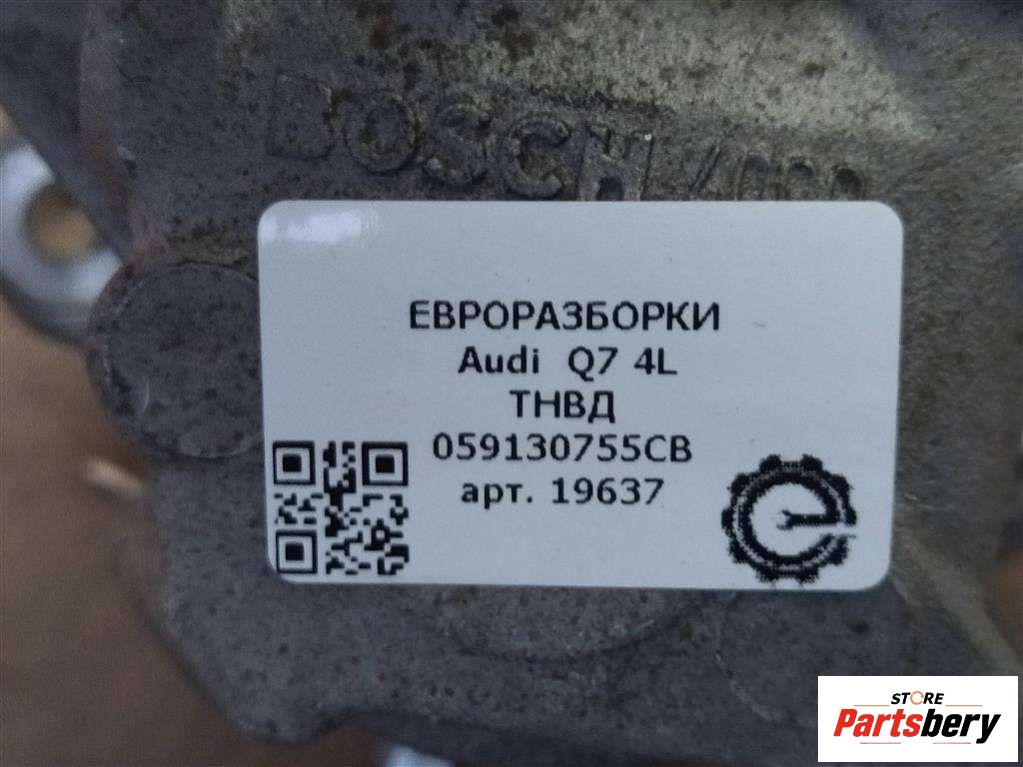 BOSCH
ЕВРОРАЗБОРКИ
Audi Q7 4L
ТНВД
059130755CB
арт. 19637
STORE
Partsbery